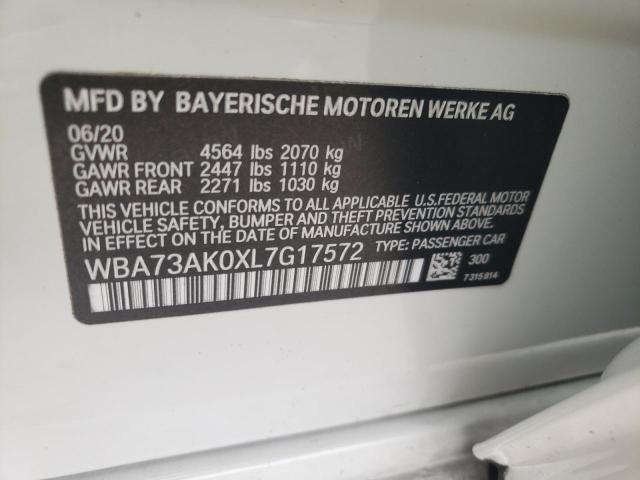 MFD BY BAYERISCHE MOTOREN WERKE AG
06/20
GVWR 4564 lbs 2070 kg
GAWR FRONT 2447 lbs 1110 kg
GAWR REAR 2271 lbs 1030 kg
THIS VEHICLE CONFORMS TO ALL APPLICABLE U.S.FEDERAL MOTOR
VEHICLE SAFETY, BUMPER AND THEFT PREVENTION STANDARDS
IN EFFECT ON THE DATE OF MANUFACTURE SHOWN ABOVE.
WBA73AK0XL7G17572 TYPE: PASSENGER CAR
300
7315814